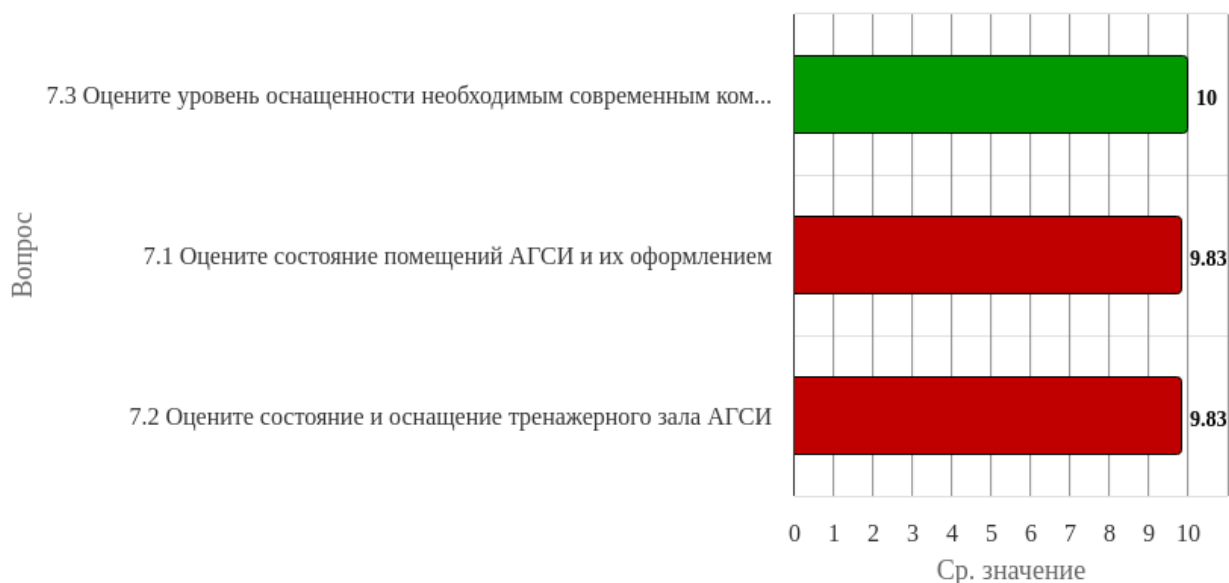 7.3 Оцените уровень оснащенности необходимым современным ком...
10
7.1 Оцените состояние помещений АГСИ и их оформлением
9.83
7.2 Оцените состояние и оснащение тренажерного зала АГСИ
9.83
Вопрос
0 1 2 3 4 5 6 7 8 9 10
Ср. значение